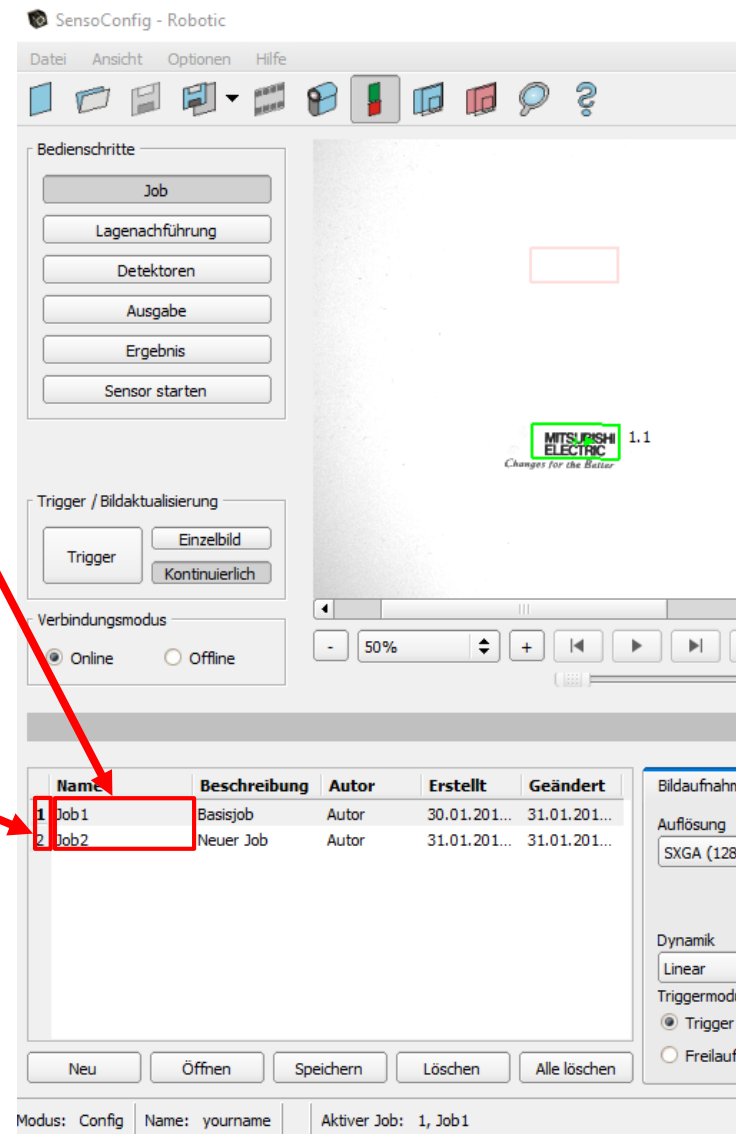 SensoConfig - Robotic
Datei Ansicht Optionen Hilfe
Bedienschritte
Job
Lagenachführung
Detektoren
Ausgabe
Ergebnis
Sensor starten
MITSUBISHI
ELECTRIC
1.1
Changes for the Better
Trigger / Bildaktualisierung
Trigger
Einzelbild
Kontinuierlich
Verbindungsmodus
Online Offline
- 50% +
Name Beschreibung Autor Erstellt Geändert
1 Job1 Basisjob Autor 30.01.201... 31.01.201...
2 Job2 Neuer Job Autor 31.01.201... 31.01.201...
Bildaufnahm
Auflösung
SXGA (128
Dynamik
Linear
Triggermodu
Trigger
Freilauf
Neu Öffnen Speichern Löschen Alle löschen
Modus: Config Name: yourname Aktiver Job: 1, Job1